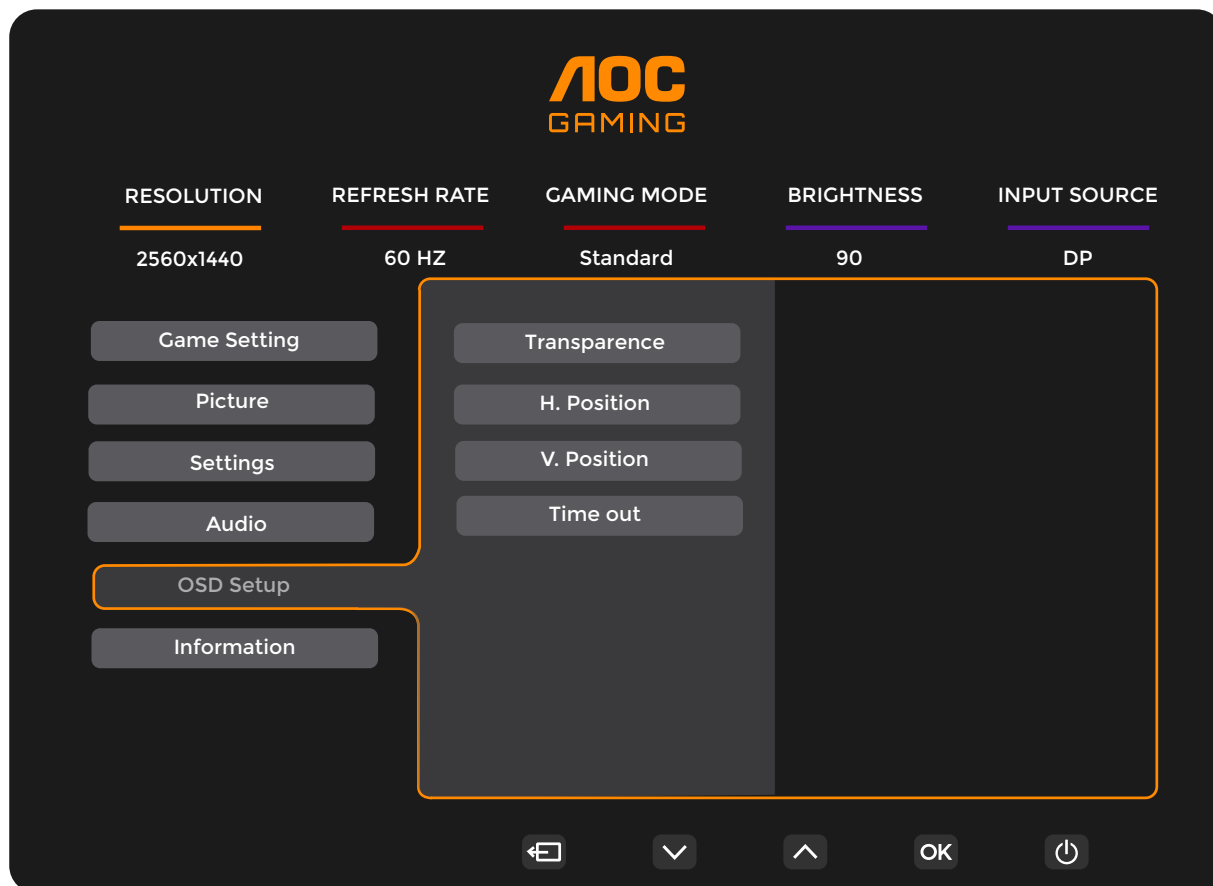 AOC
GAMING
RESOLUTION REFRESH RATE GAMING MODE BRIGHTNESS INPUT SOURCE
2560x1440 60 HZ Standard 90 DP
Game Setting
Transparence
Picture
H. Position
Settings
V. Position
Audio
Time out
OSD Setup
Information
OK